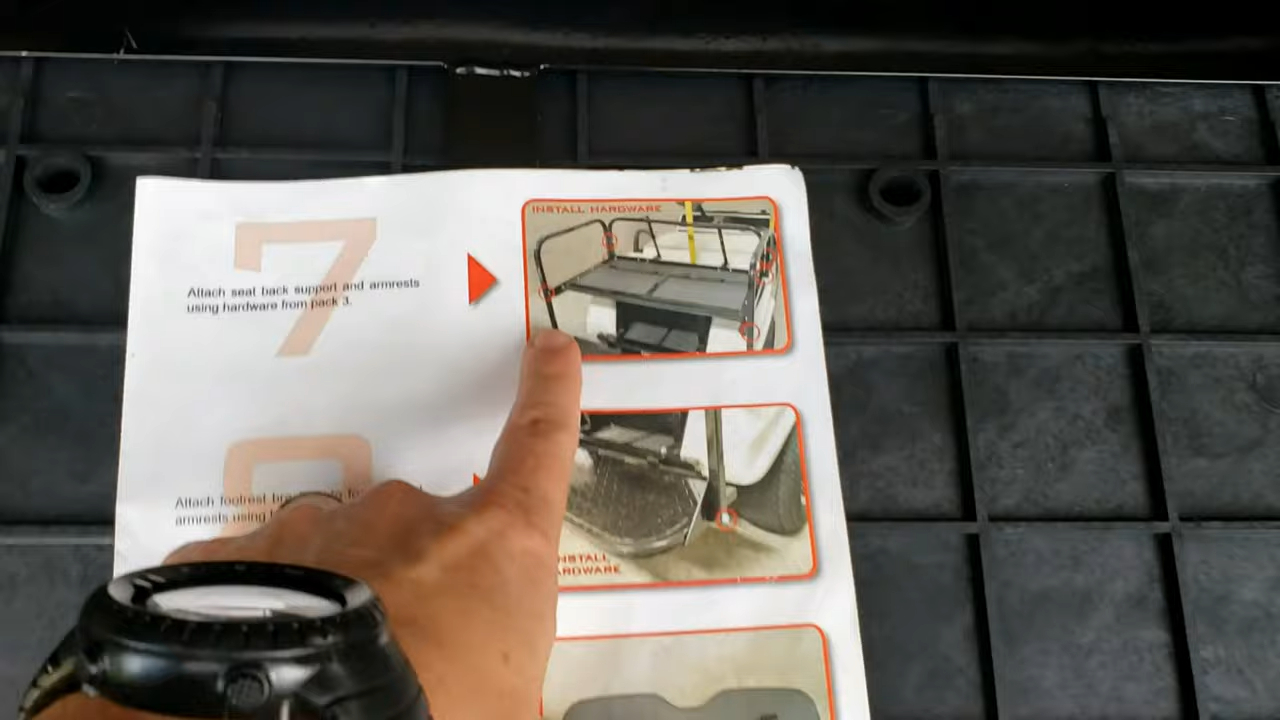 7
INSTALL HARDWARE
Attach seat back support and armrests
using hardware from pack 3.
Attach footrest
armrests using
INSTALL
HARDWARE